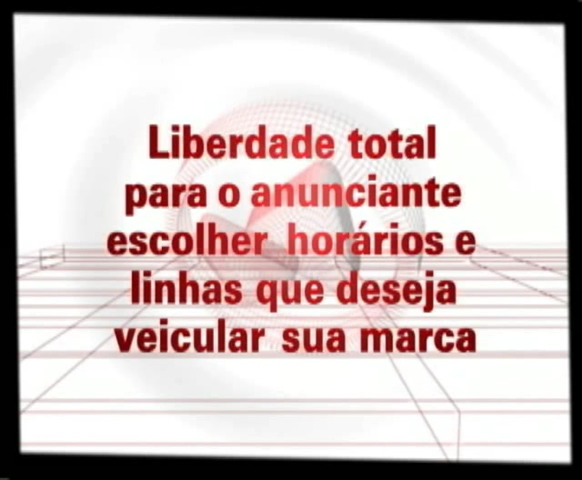 Liberdade total
para o anunciante
escolher horários e
linhas que deseja
veicular sua marca